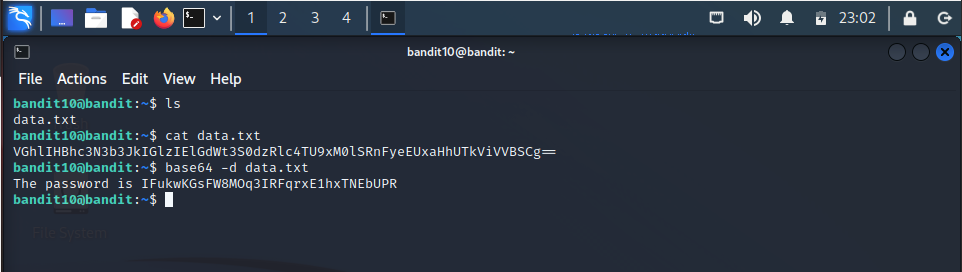 1 2 3 4 23:02
bandit10@bandit: ~
File Actions Edit View Help
bandit10@bandit:~$ ls
data.txt
bandit10@bandit:~$ cat data.txt
VGhlIHBhc3N3b3JkIGlzIElGdWt3S0dzRlc4TU9xM0lSRnFyeEUxaHhUTkViVVBSCg==
bandit10@bandit:~$ base64 -d data.txt
The password is IFukwKGsFW8MOq3IRFqrxE1hxTNEbUPR
bandit10@bandit:~$
File System